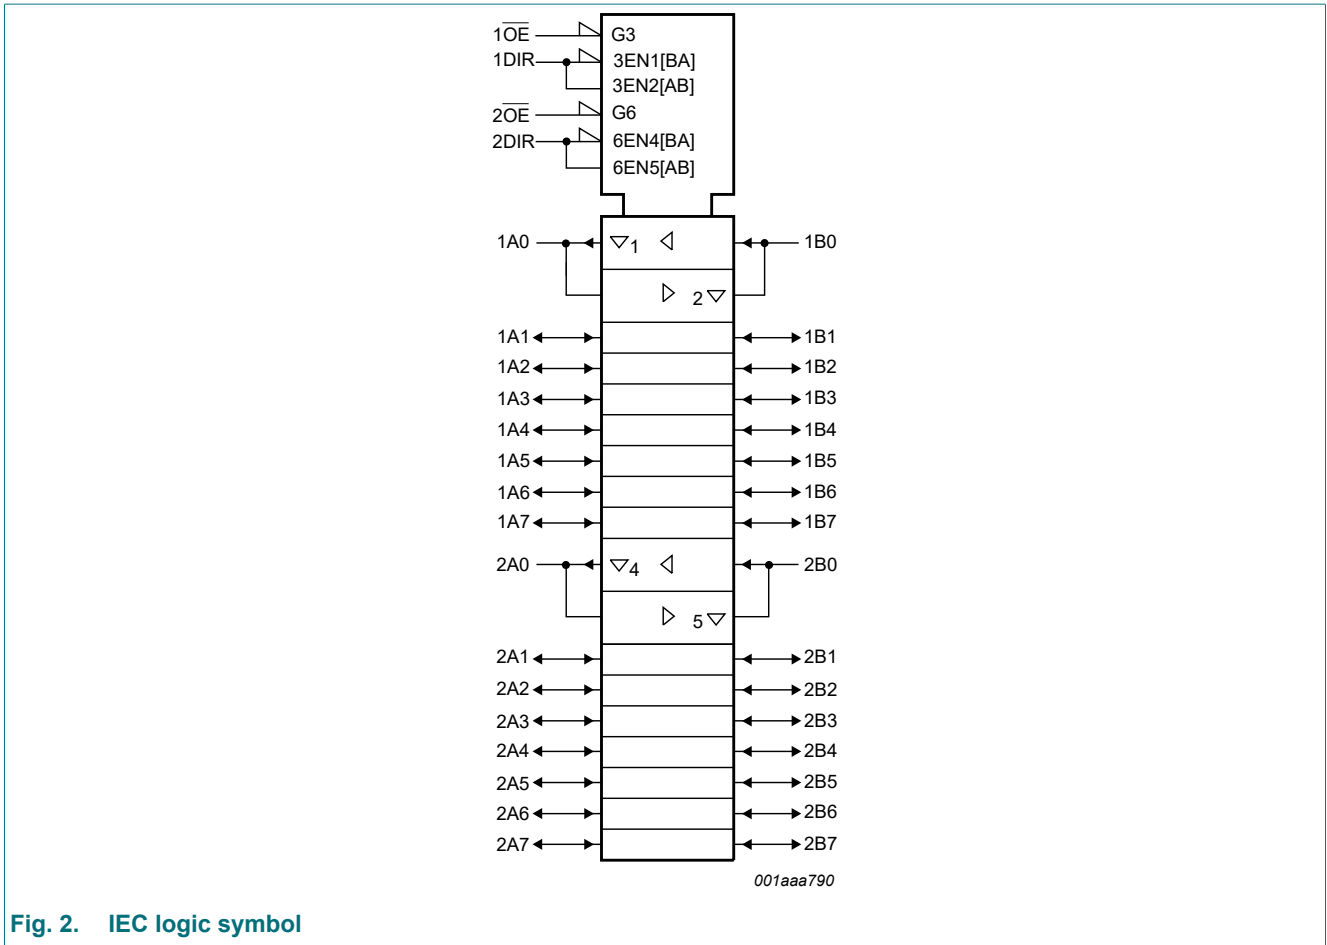 1O̅E̅ G3
1DIR 3EN1[BA]
3EN2[AB]
2O̅E̅ G6
2DIR 6EN4[BA]
6EN5[AB]
1A0 1 1B0
2
1A1 1B1
1A2 1B2
1A3 1B3
1A4 1B4
1A5 1B5
1A6 1B6
1A7 1B7
2A0 4 2B0
5
2A1 2B1
2A2 2B2
2A3 2B3
2A4 2B4
2A5 2B5
2A6 2B6
2A7 2B7
001aaa790
Fig. 2. IEC logic symbol